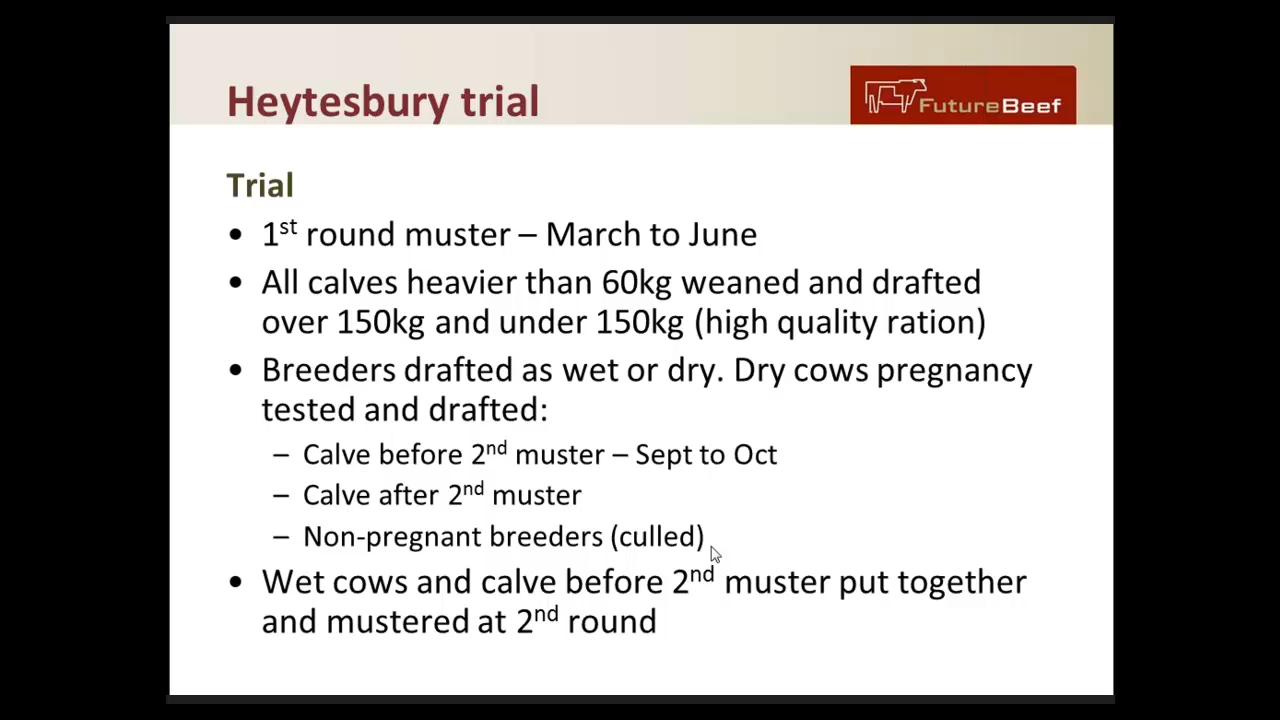 Heytesbury trial
FutureBeef
Trial
• 1st round muster – March to June
• All calves heavier than 60kg weaned and drafted
over 150kg and under 150kg (high quality ration)
• Breeders drafted as wet or dry. Dry cows pregnancy
tested and drafted:
– Calve before 2nd muster – Sept to Oct
– Calve after 2nd muster
– Non-pregnant breeders (culled)
• Wet cows and calve before 2nd muster put together
and mustered at 2nd round